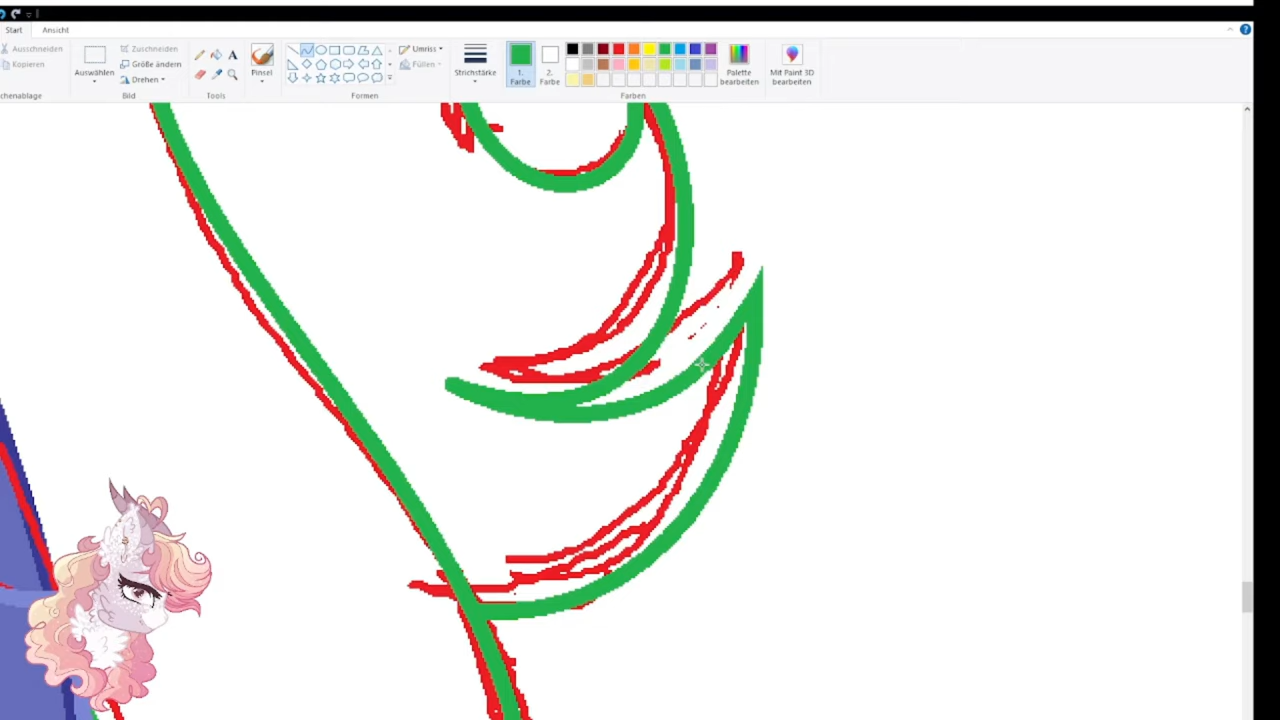 Start Ansicht
Ausschneiden
Kopieren
chenablage
Auswählen
Zuschneiden
Größe ändern
Drehen
Bild
A
Tools
Pinsel
Umriss
Füllen
Formen
Strichstärke
1.
Farbe
2.
Farbe
Palette
bearbeiten
Mit Paint 3D
bearbeiten
Farben